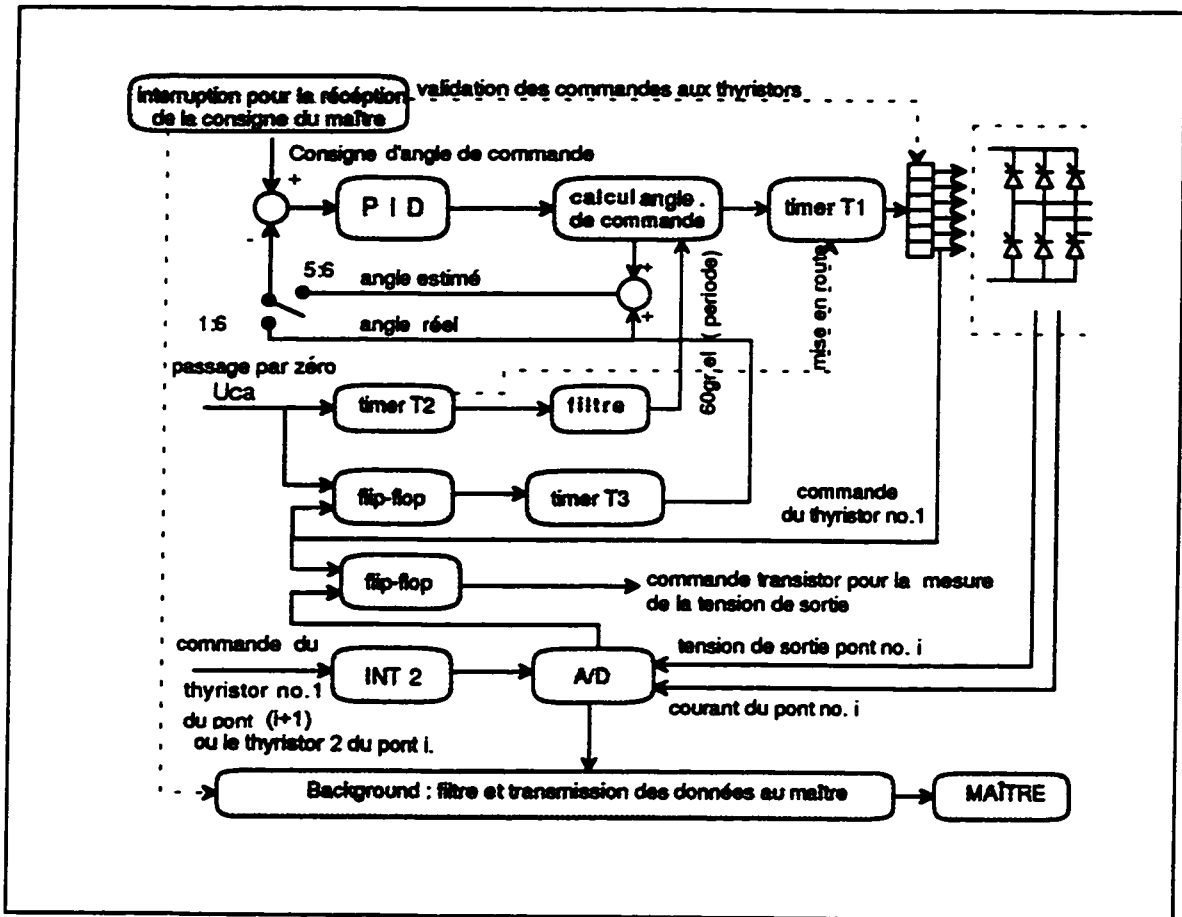 interruption pour la récéption
de la consigne du maître
validation des commandes aux thyristors
Consigne d'angle de commande
+
P I D
calcul angle .
de commande
timer T1
-
5:6
angle estimé
+
+
1:6
angle réel
60gr el ( periode)
mise en route
passage par zéro
Uca
timer T2
filtre
flip-flop
timer T3
commande
du thyristor no.1
flip-flop
commande transistor pour la mesure
de la tension de sortie
commande du
thyristor no.1
du pont (i+1)
ou le thyristor 2 du pont i.
INT 2
A/D
tension de sortie pont no. i
courant du pont no. i
Background : filtre et transmission des données au maître
MAÎTRE